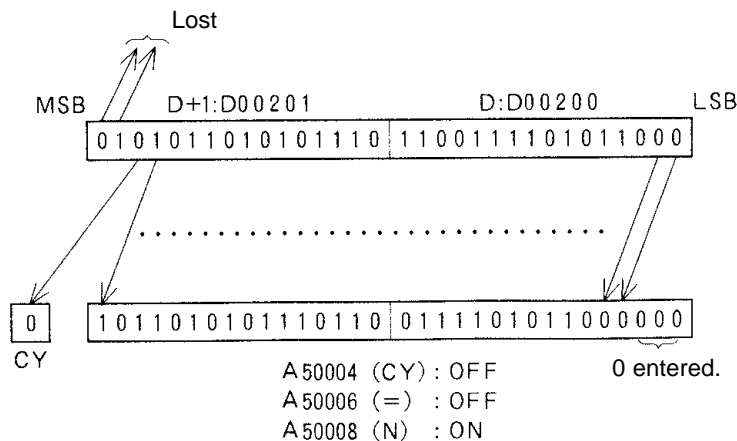 Lost
MSB D+1:D00201 D:D00200 LSB
0101011010101110 1100111101011000
0 1011010101110110 0111101011000000
CY
0 entered.
A50004 (CY) : OFF
A50006 (=) : OFF
A50008 (N) : ON